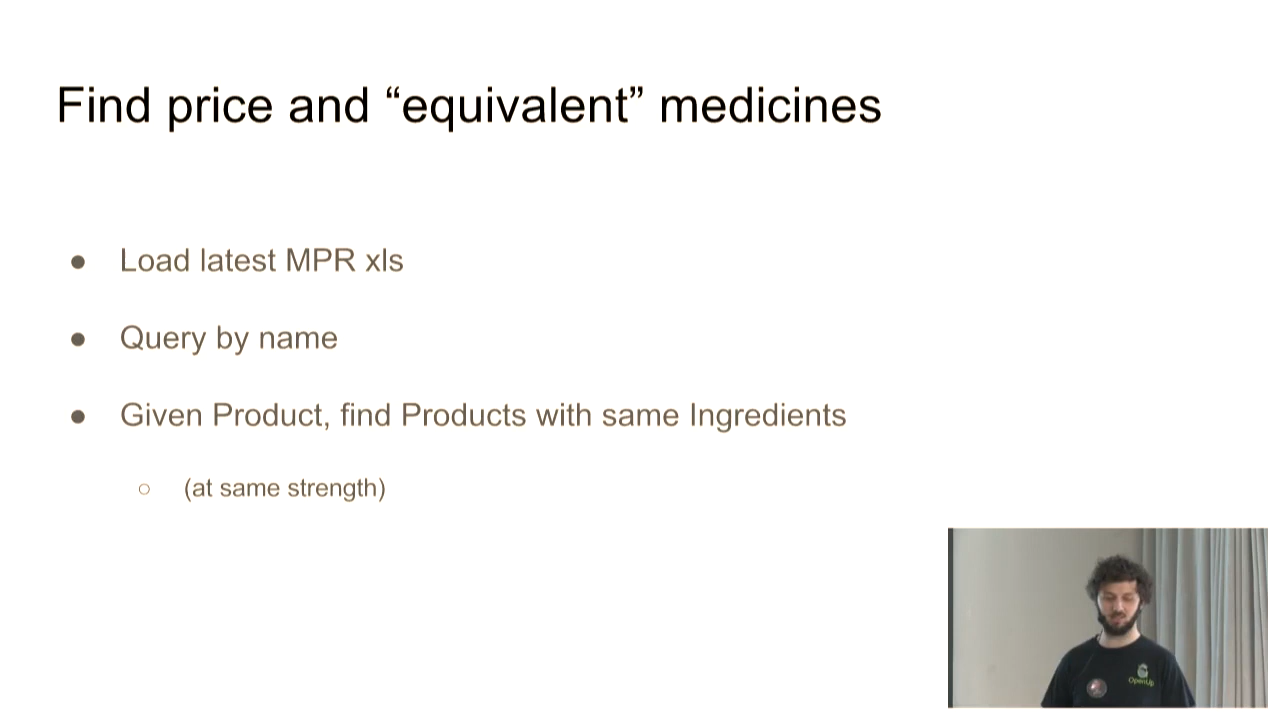 Find price and “equivalent” medicines
● Load latest MPR xls
● Query by name
● Given Product, find Products with same Ingredients
○ (at same strength)
OpenUp